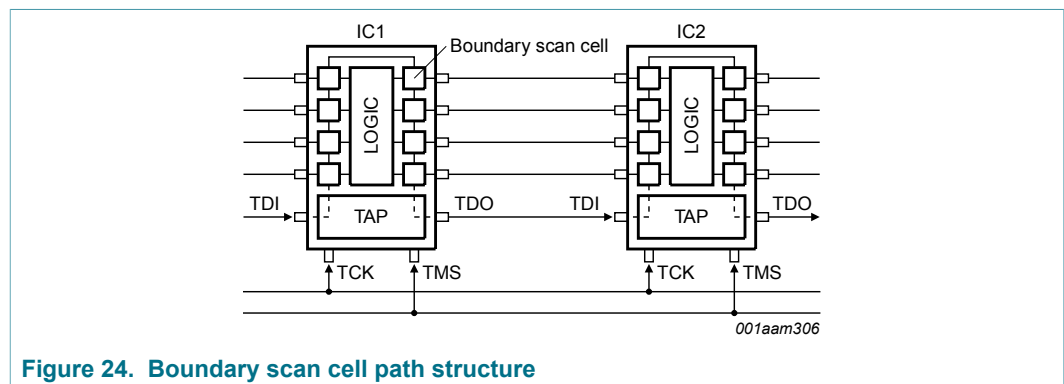 IC1
IC2
Boundary scan cell
LOGIC
LOGIC
TDI
TAP
TDO
TDI
TAP
TDO
TCK
TMS
TCK
TMS
001aam306
Figure 24. Boundary scan cell path structure